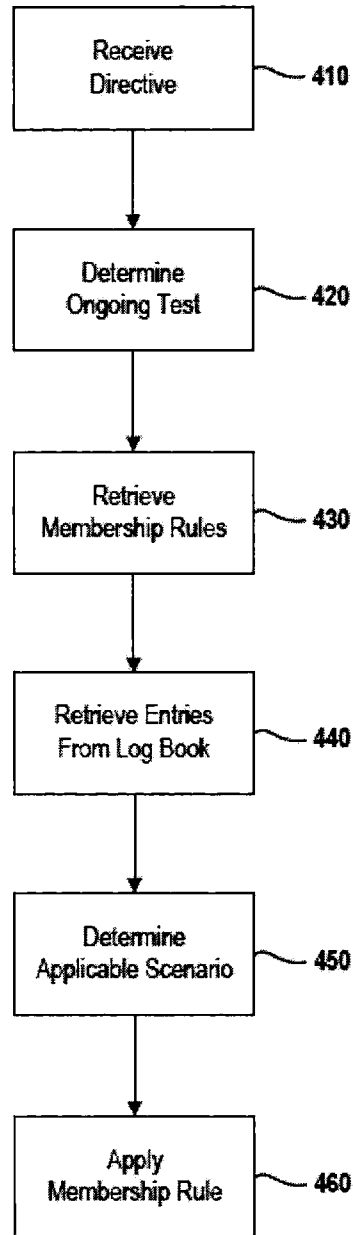 Receive
Directive
410
Determine
Ongoing Test
420
Retrieve
Membership Rules
430
Retrieve Entries
From Log Book
440
Determine
Applicable Scenario
450
Apply
Membership Rule
460